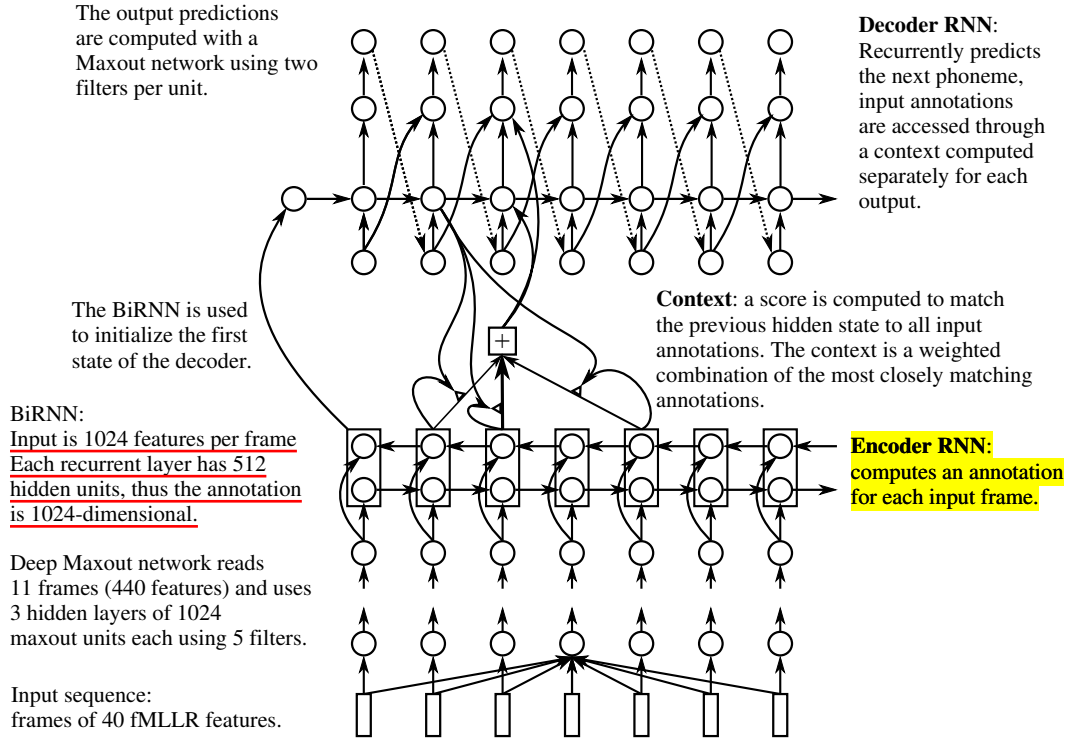 The output predictions
are computed with a
Maxout network using two
filters per unit.
Decoder RNN:
Recurrently predicts
the next phoneme,
input annotations
are accessed through
a context computed
separately for each
output.
The BiRNN is used
to initialize the first
state of the decoder.
Context: a score is computed to match
the previous hidden state to all input
annotations. The context is a weighted
combination of the most closely matching
annotations.
+
BiRNN:
Input is 1024 features per frame
Each recurrent layer has 512
hidden units, thus the annotation
is 1024-dimensional.
Encoder RNN:
computes an annotation
for each input frame.
Deep Maxout network reads
11 frames (440 features) and uses
3 hidden layers of 1024
maxout units each using 5 filters.
Input sequence:
frames of 40 fMLLR features.